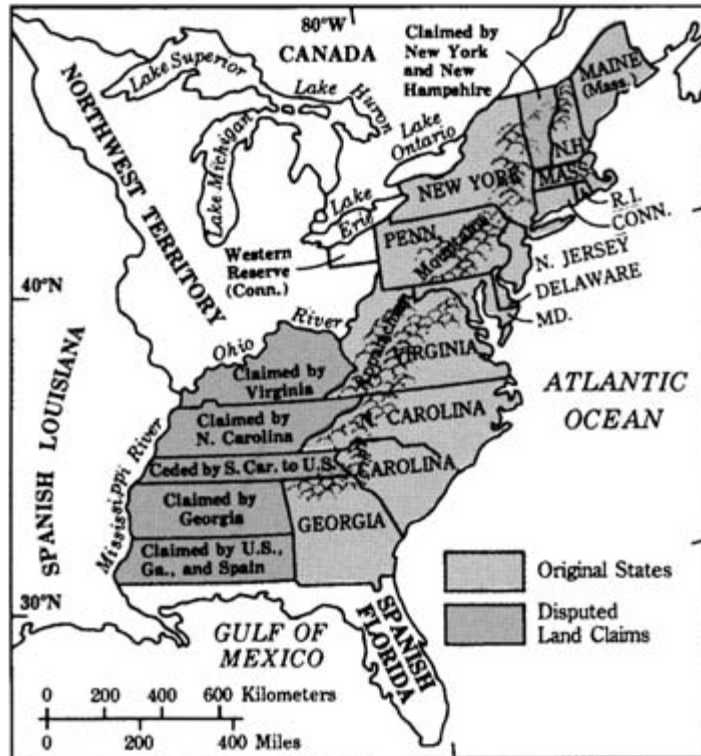 80°W
CANADA
Claimed by
New York
and New
Hampshire
MAINE
(Mass.)
Lake Superior
Lake Huron
Lake Michigan
Lake
Ontario
Lake
Erie
NORTHWEST TERRITORY
N.H.
MASS.
NEW YORK
R.I.
CONN.
PENN.
Western
Reserve
(Conn.)
N. JERSEY
DELAWARE
MD.
40°N
Appalachian Mountains
Ohio River
VIRGINIA
Claimed by
Virginia
ATLANTIC
OCEAN
SPANISH LOUISIANA
Mississippi River
Claimed by
N. Carolina
N. CAROLINA
Ceded by S. Car. to U.S.
CAROLINA
Claimed by
Georgia
GEORGIA
Claimed by U.S.,
Ga., and Spain
Original States
Disputed
Land Claims
30°N
GULF OF
MEXICO
SPANISH
FLORIDA
0 200 400 600 Kilometers
0 200 400 Miles